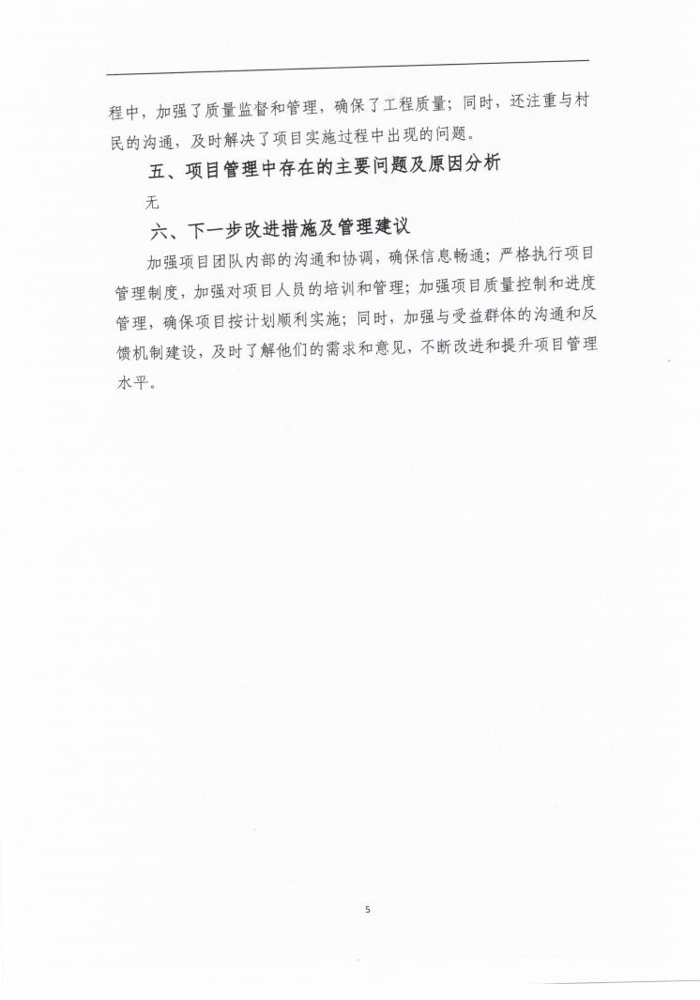 程中，加强了质量监督和管理，确保了工程质量；同时，还注重与村
民的沟通，及时解决了项目实施过程中出现的问题。
五、项目管理中存在的主要问题及原因分析
无
六、下一步改进措施及管理建议
加强项目团队内部的沟通和协调，确保信息畅通；严格执行项目
管理制度，加强对项目人员的培训和管理；加强项目质量控制和进度
管理，确保项目按计划顺利实施；同时，加强与受益群体的沟通和反
馈机制建设，及时了解他们的需求和意见，不断改进和提升项目管理
水平。
5